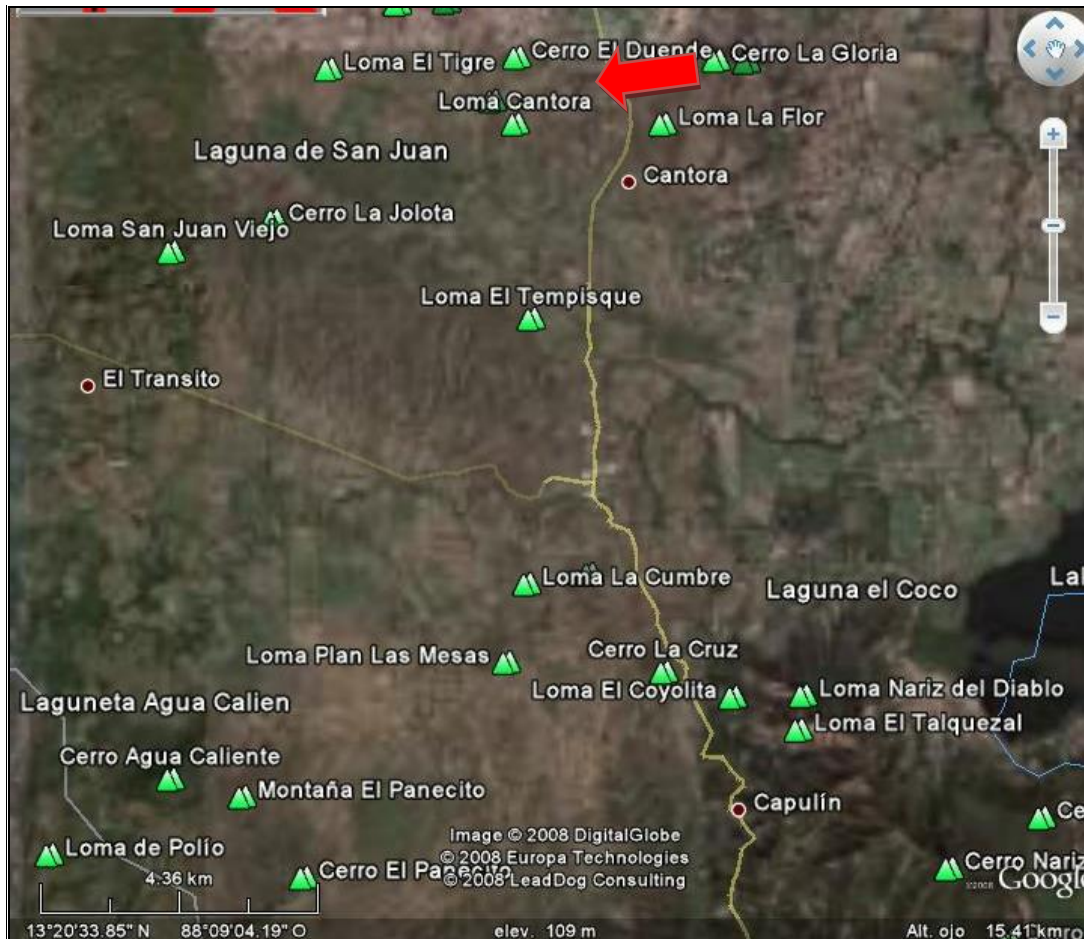 Cerro El Duende
Cerro La Gloria
Loma El Tigre
Loma Cantora
Loma La Flor
Laguna de San Juan
Cantora
Cerro La Jolota
Loma San Juan Viejo
Loma El Tempisque
El Transito
Loma La Cumbre
Laguna el Coco
Cerro La Cruz
Loma Plan Las Mesas
Loma El Coyolita
Loma Nariz del Diablo
Laguneta Agua Calien
Loma El Talquezal
Cerro Agua Caliente
Montaña El Panecito
Capulín
Image © 2008 DigitalGlobe
Loma de Polío
© 2008 Europa Technologies
Cerro Nariz
4.36 km
Cerro El Panecito
© 2008 LeadDog Consulting
©2008 Google
13°20'33.85" N 88°09'04.19" O elev. 109 m Alt. ojo 15.41 km